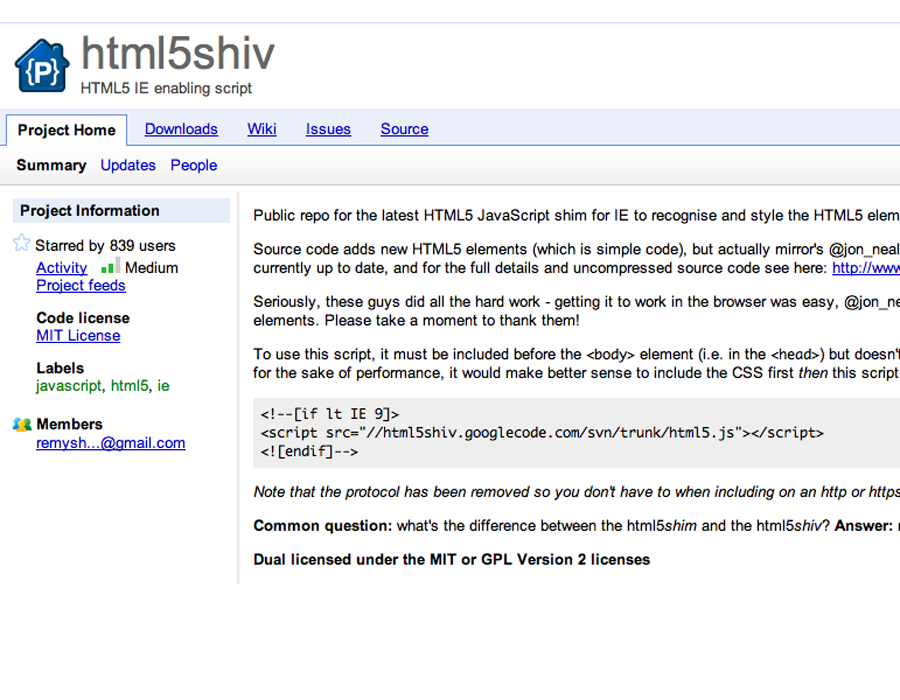 {P}
html5shiv
HTML5 IE enabling script
Project Home Downloads Wiki Issues Source
Summary Updates People
Project Information
Starred by 839 users
Activity Medium
Project feeds
Code license
MIT License
Labels
javascript, html5, ie
Members
remysh...@gmail.com
Public repo for the latest HTML5 JavaScript shim for IE to recognise and style the HTML5 elem
Source code adds new HTML5 elements (which is simple code), but actually mirror's @jon_neal
currently up to date, and for the full details and uncompressed source code see here: http://www
Seriously, these guys did all the hard work - getting it to work in the browser was easy, @jon_ne
elements. Please take a moment to thank them!
To use this script, it must be included before the <body> element (i.e. in the <head>) but doesn't
for the sake of performance, it would make better sense to include the CSS first then this script
<!--[if lt IE 9]>
<script src="//html5shiv.googlecode.com/svn/trunk/html5.js"></script>
<![endif]-->
Note that the protocol has been removed so you don't have to when including on an http or https
Common question: what's the difference between the html5shim and the html5shiv? Answer:
Dual licensed under the MIT or GPL Version 2 licenses